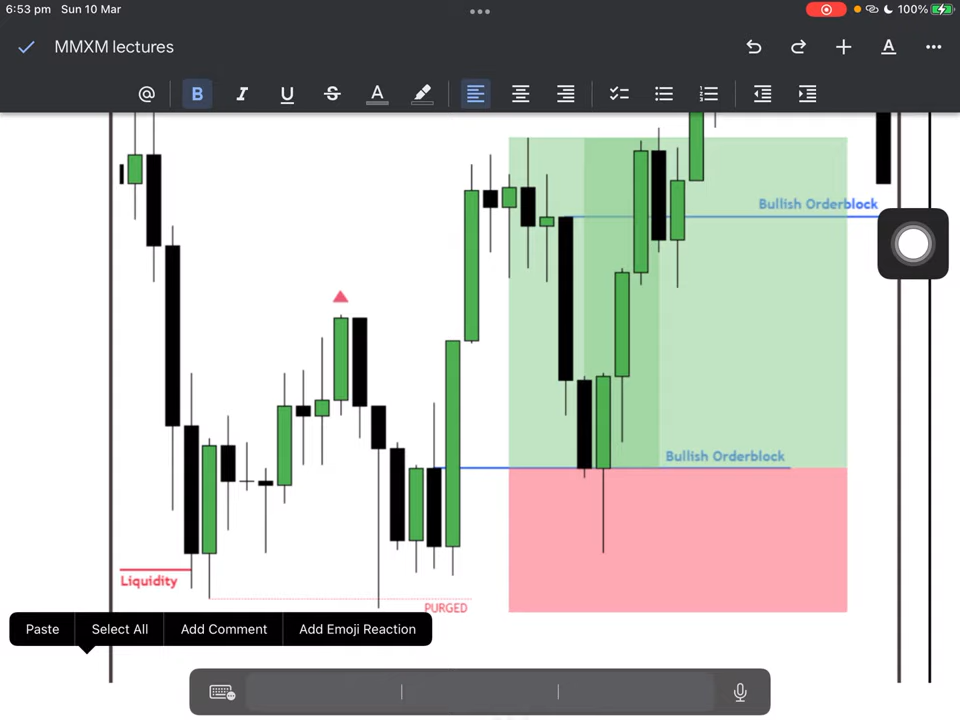 6:53 pm Sun 10 Mar
100%
MMXM lectures
@ B I U S A
Bullish Orderblock
Bullish Orderblock
Liquidity
PURGED
Paste Select All Add Comment Add Emoji Reaction